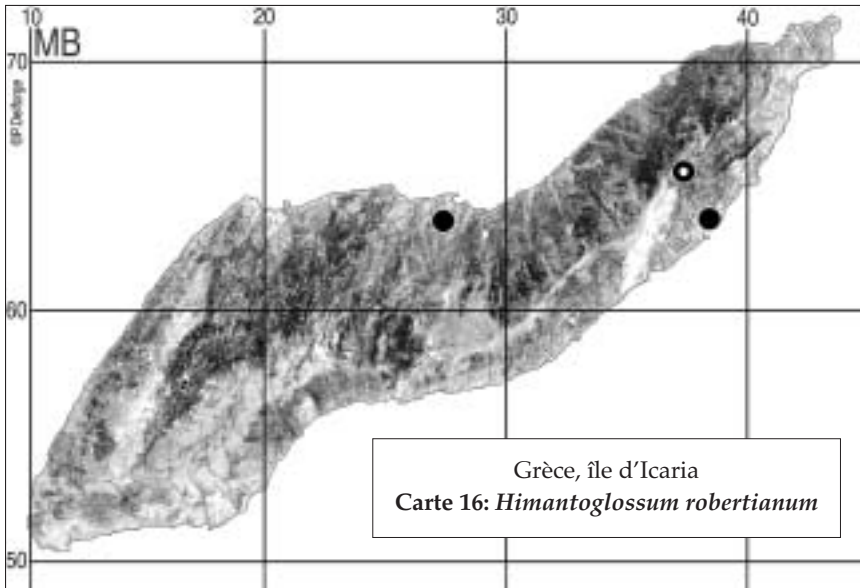 10 20 30 40
MB
70
©P Delforge
60
Grèce, île d'Icaria
Carte 16: Himantoglossum robertianum
50